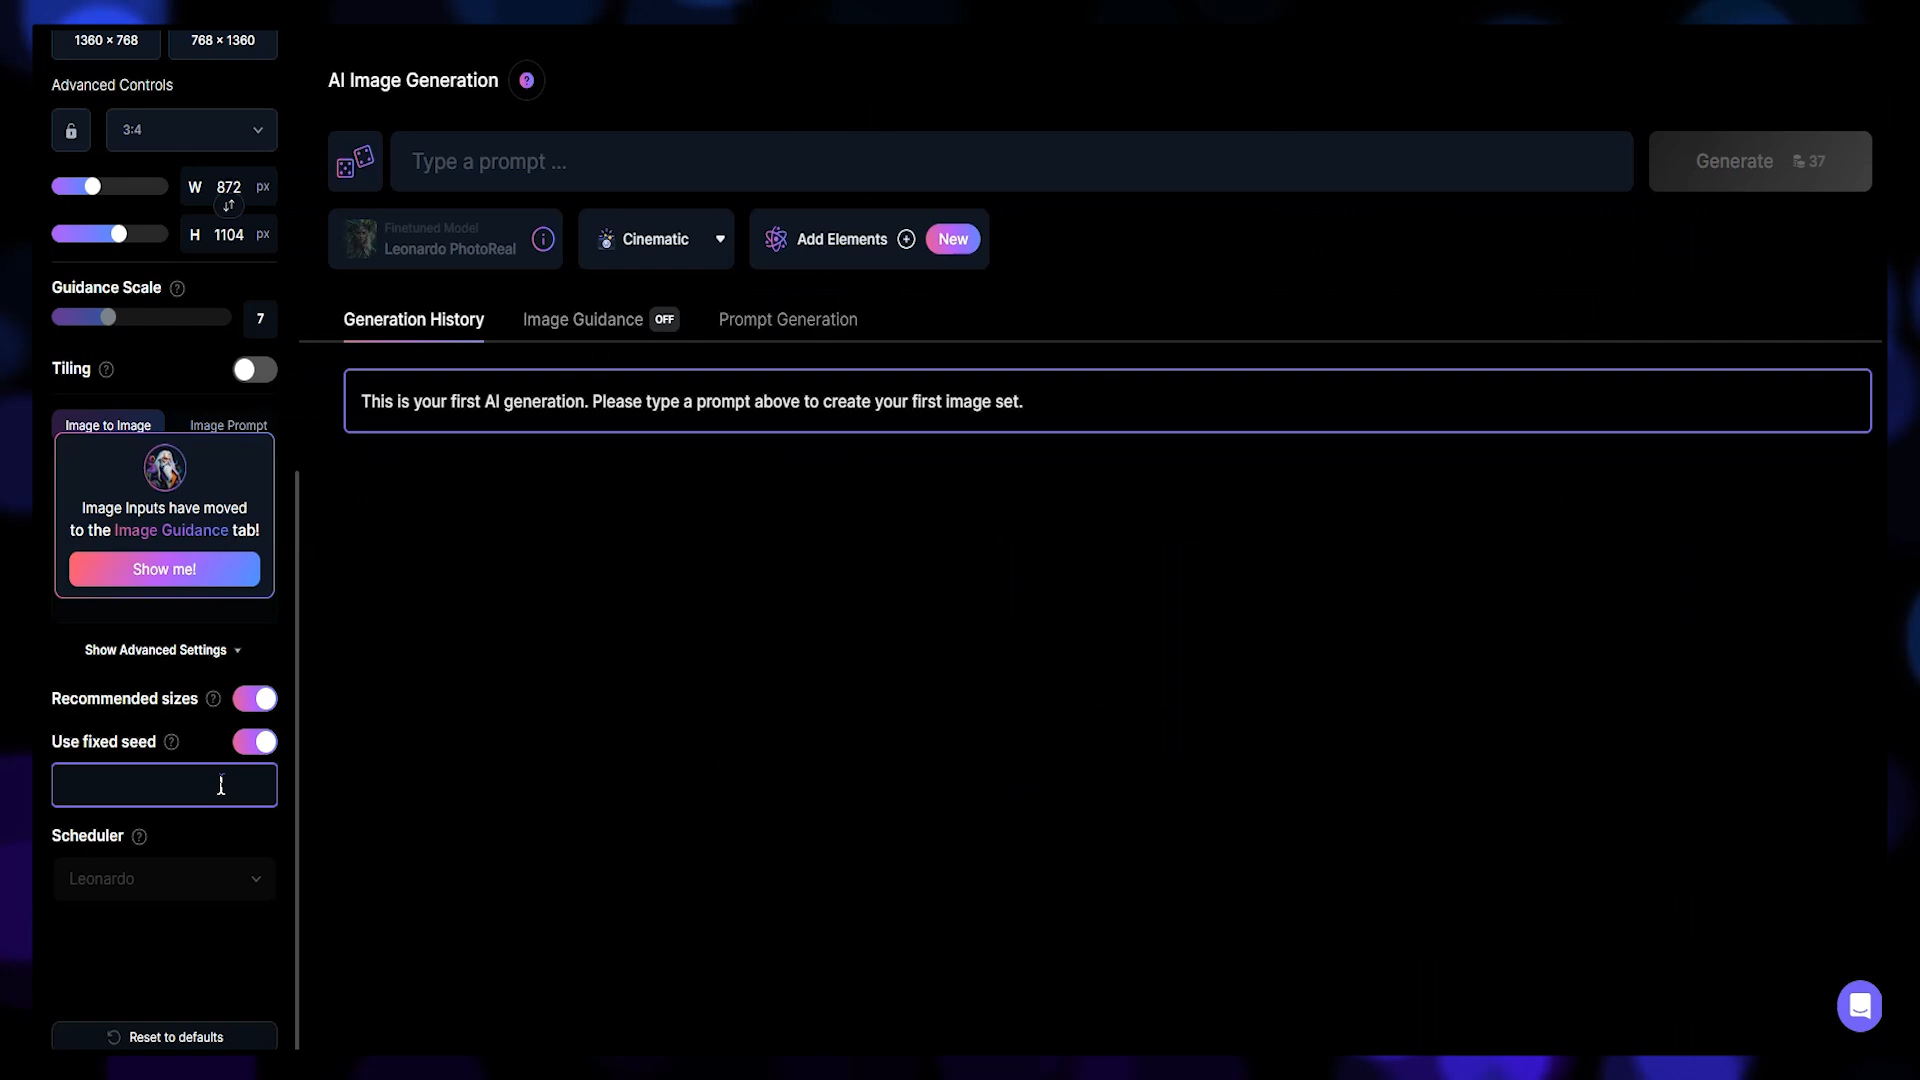 1360 × 768
768 × 1360
Advanced Controls
3:4
W 872 px
H 1104 px
Guidance Scale ?
7
Tiling ?
Image to Image
Image Prompt
Image Inputs have moved
to the Image Guidance tab!
Show me!
Show Advanced Settings
Recommended sizes ?
Use fixed seed ?
Scheduler ?
Leonardo
Reset to defaults
AI Image Generation ?
Type a prompt ...
Generate 37
Finetuned Model
Leonardo PhotoReal
i
Cinematic
Add Elements
New
Generation History
Image Guidance OFF
Prompt Generation
This is your first AI generation. Please type a prompt above to create your first image set.